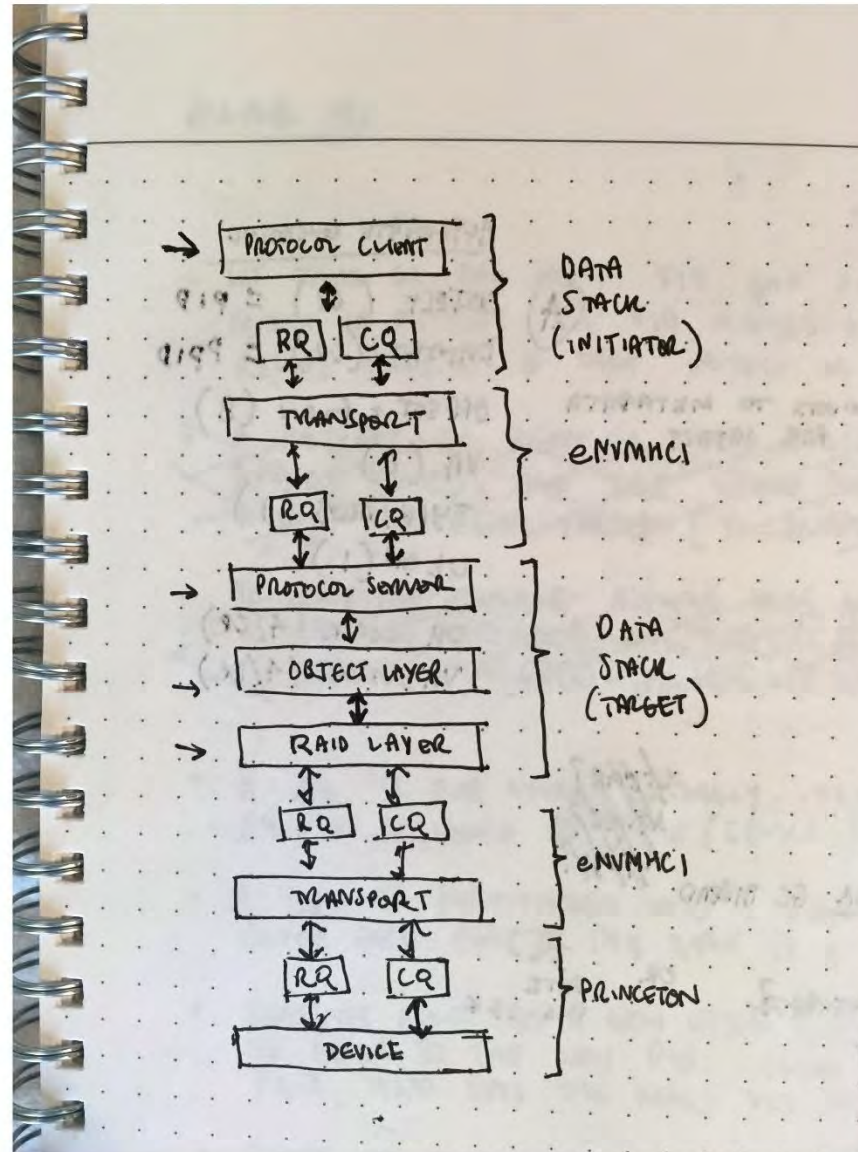 PROTOCOL CLIENT
DATA
STACK
(INITIATOR)
RQ CQ
TRANSPORT
eNVMHCI
RQ CQ
PROTOCOL SERVER
DATA
STACK
(TARGET)
OBJECT LAYER
RAID LAYER
RQ CQ
eNVMHCI
TRANSPORT
RQ CQ
PRINCETON
DEVICE